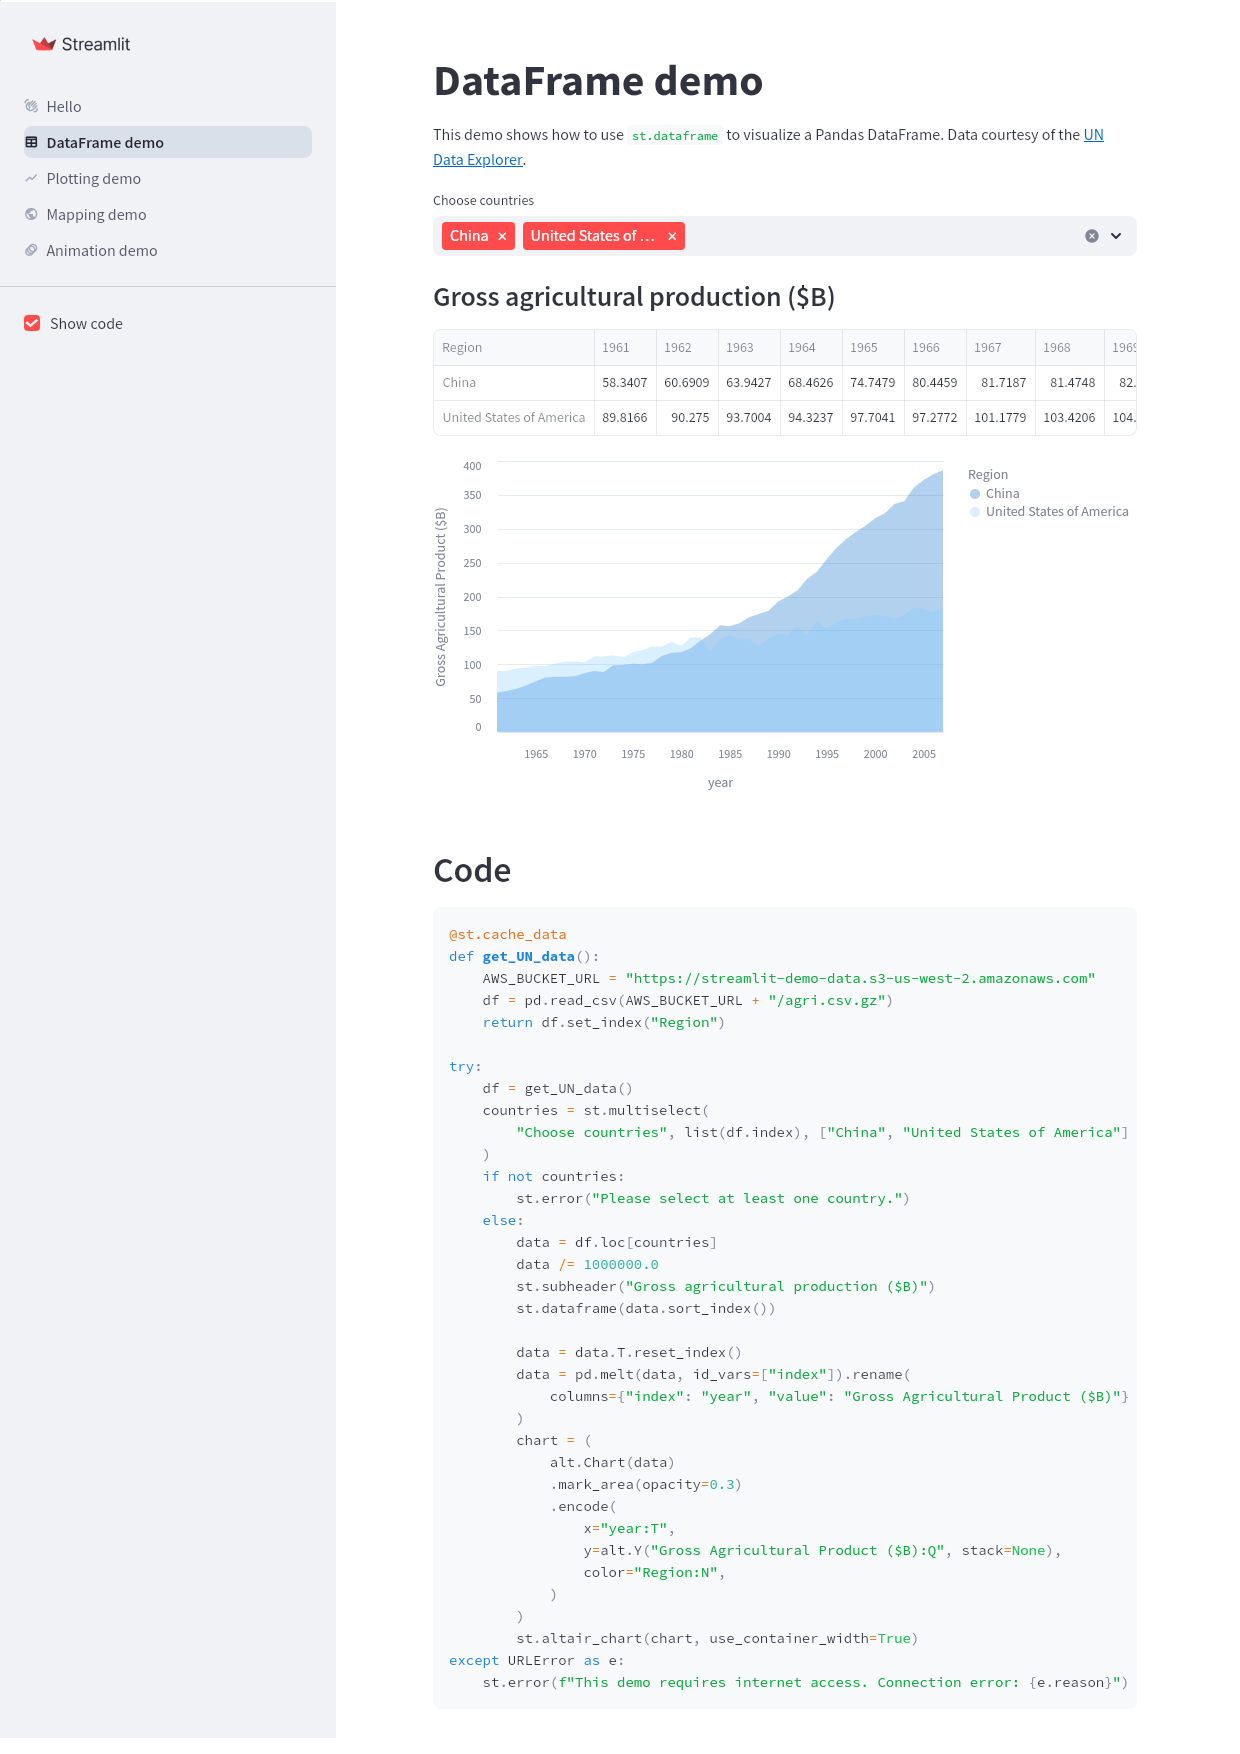 Streamlit
Hello
DataFrame demo
Plotting demo
Mapping demo
Animation demo
Show code
DataFrame demo
This demo shows how to use st.dataframe to visualize a Pandas DataFrame. Data courtesy of the UN
Data Explorer.
Choose countries
China
United States of ...
Gross agricultural production ($B)
Region 1961 1962 1963 1964 1965 1966 1967 1968 1969
China 58.3407 60.6909 63.9427 68.4626 74.7479 80.4459 81.7187 81.4748 82.
United States of America 89.8166 90.275 93.7004 94.3237 97.7041 97.2772 101.1779 103.4206 104.
Gross Agricultural Product ($B)
400
350
300
250
200
150
100
50
0
1965 1970 1975 1980 1985 1990 1995 2000 2005
year
Region
China
United States of America
Code
@st.cache_data
def get_UN_data():
    AWS_BUCKET_URL = "https://streamlit-demo-data.s3-us-west-2.amazonaws.com"
    df = pd.read_csv(AWS_BUCKET_URL + "/agri.csv.gz")
    return df.set_index("Region")
try:
    df = get_UN_data()
    countries = st.multiselect(
        "Choose countries", list(df.index), ["China", "United States of America"]
    )
    if not countries:
        st.error("Please select at least one country.")
    else:
        data = df.loc[countries]
        data /= 1000000.0
        st.subheader("Gross agricultural production ($B)")
        st.dataframe(data.sort_index())
        data = data.T.reset_index()
        data = pd.melt(data, id_vars=["index"]).rename(
            columns={"index": "year", "value": "Gross Agricultural Product ($B)"}
        )
        chart = (
            alt.Chart(data)
            .mark_area(opacity=0.3)
            .encode(
                x="year:T",
                y=alt.Y("Gross Agricultural Product ($B):Q", stack=None),
                color="Region:N",
            )
        )
        st.altair_chart(chart, use_container_width=True)
except URLError as e:
    st.error(f"This demo requires internet access. Connection error: {e.reason}")